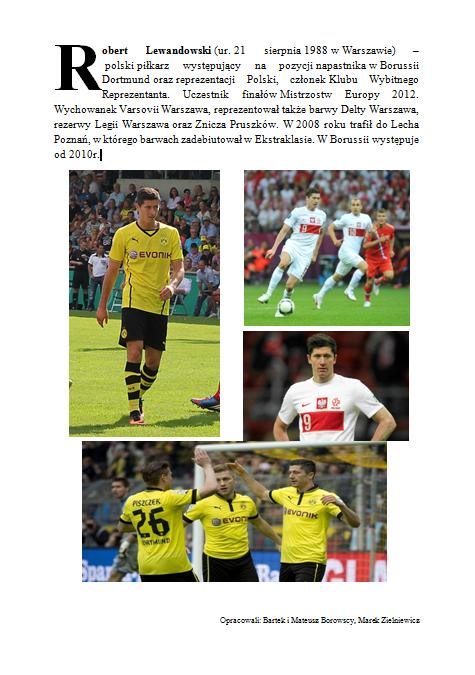 Robert Lewandowski (ur. 21 sierpnia 1988 w Warszawie) –
polski piłkarz występujący na pozycji napastnika w Borussii
Dortmund oraz reprezentacji Polski, członek Klubu Wybitnego
Reprezentanta. Uczestnik finałów Mistrzostw Europy 2012.
Wychowanek Varsovii Warszawa, reprezentował także barwy Delty Warszawa,
rezerwy Legii Warszawa oraz Znicza Pruszków. W 2008 roku trafił do Lecha
Poznań, w którego barwach zadebiutował w Ekstraklasie. W Borussii występuje
od 2010r.
EVONIK
9
PISZCZEK
26
DORTMUND
EVONIK
EVONIK
Opracowali: Bartek i Mateusz Borowscy, Marek Zielniewicz